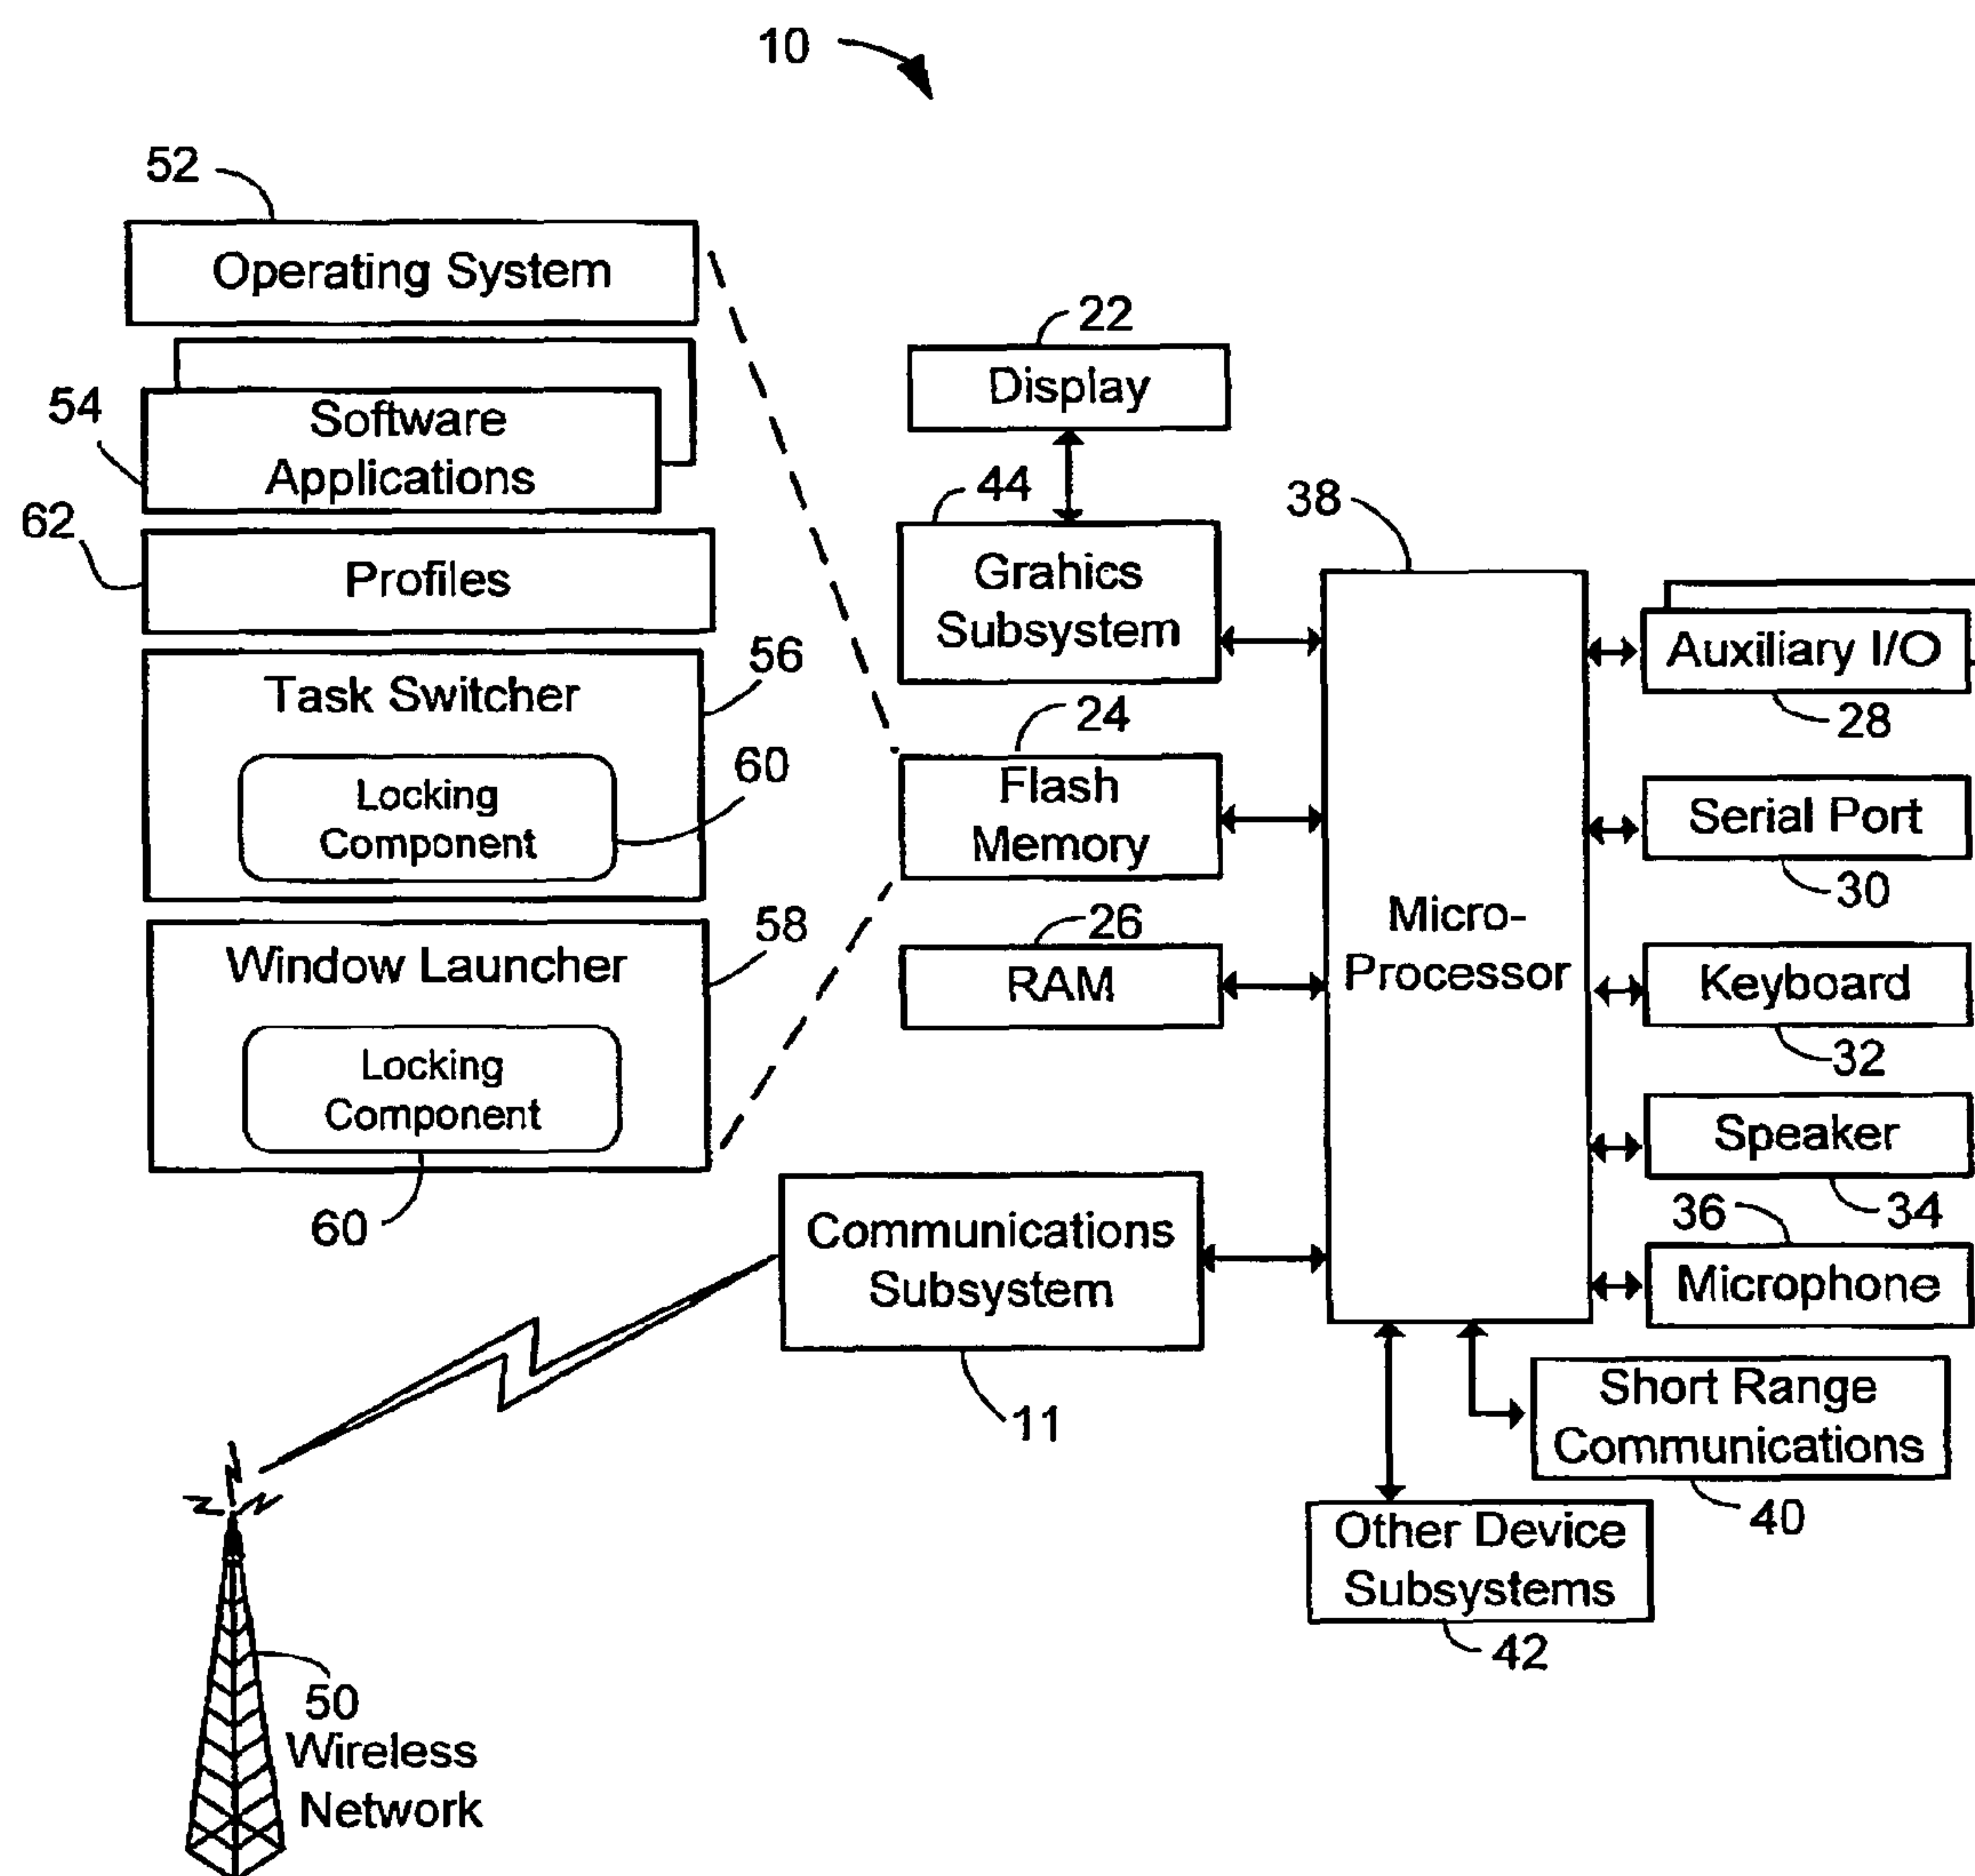 10
52
Operating System
54
Software
Applications
62
Profiles
Task Switcher
56
Locking
Component
60
Window Launcher
58
Locking
Component
60
22
Display
44
Grahics
Subsystem
24
Flash
Memory
26
RAM
Communications
Subsystem
11
38
Micro-
Processor
Auxiliary I/O
28
Serial Port
30
Keyboard
32
Speaker
34
36
Microphone
Short Range
Communications
40
Other Device
Subsystems
42
50
Wireless
Network